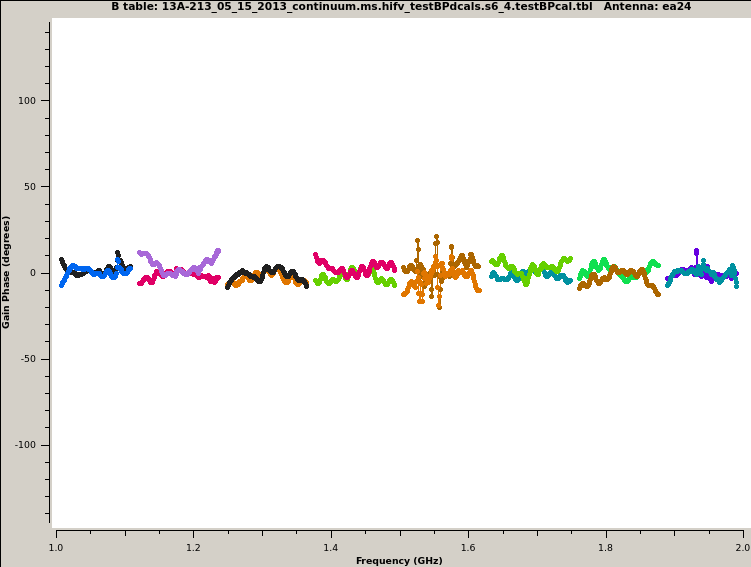 B table: 13A-213_05_15_2013_continuum.ms.hifv_testBPdcals.s6_4.testBPcal.tbl Antenna: ea24
100
50
0
-50
-100
Gain Phase (degrees)
1.0 1.2 1.4 1.6 1.8 2.0
Frequency (GHz)